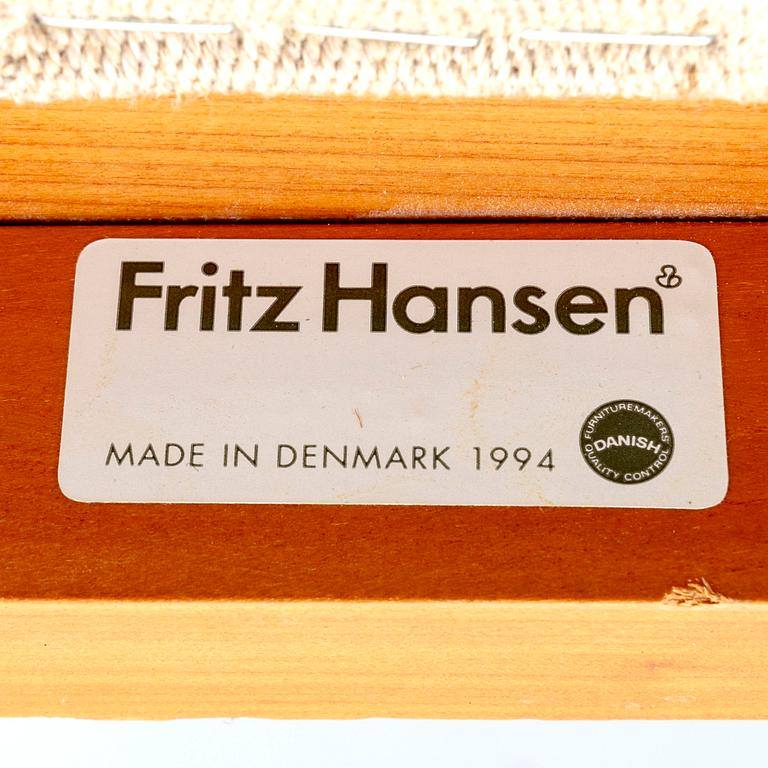 Fritz Hansen
MADE IN DENMARK 1994
FURNITUREMAKERS'
DANISH
QUALITY CONTROL